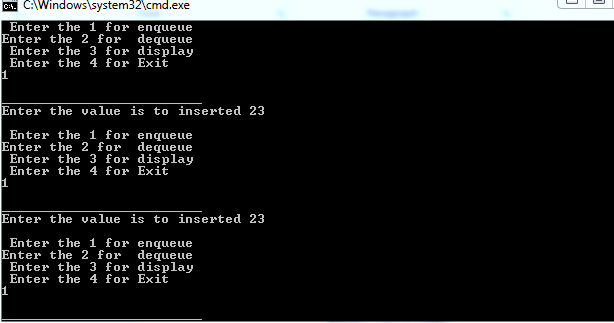 C:\Windows\system32\cmd.exe
Enter the 1 for enqueue
Enter the 2 for  dequeue
Enter the 3 for display
Enter the 4 for Exit
1
Enter the value is to inserted 23
Enter the 1 for enqueue
Enter the 2 for  dequeue
Enter the 3 for display
Enter the 4 for Exit
1
Enter the value is to inserted 23
Enter the 1 for enqueue
Enter the 2 for  dequeue
Enter the 3 for display
Enter the 4 for Exit
1